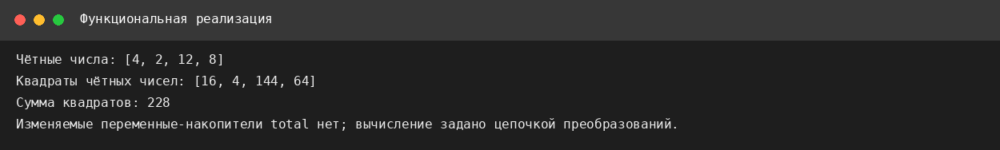 Функциональная реализация
Чётные числа: [4, 2, 12, 8]
Квадраты чётных чисел: [16, 4, 144, 64]
Сумма квадратов: 228
Изменяемые переменные-накопители total нет; вычисление задано цепочкой преобразований.